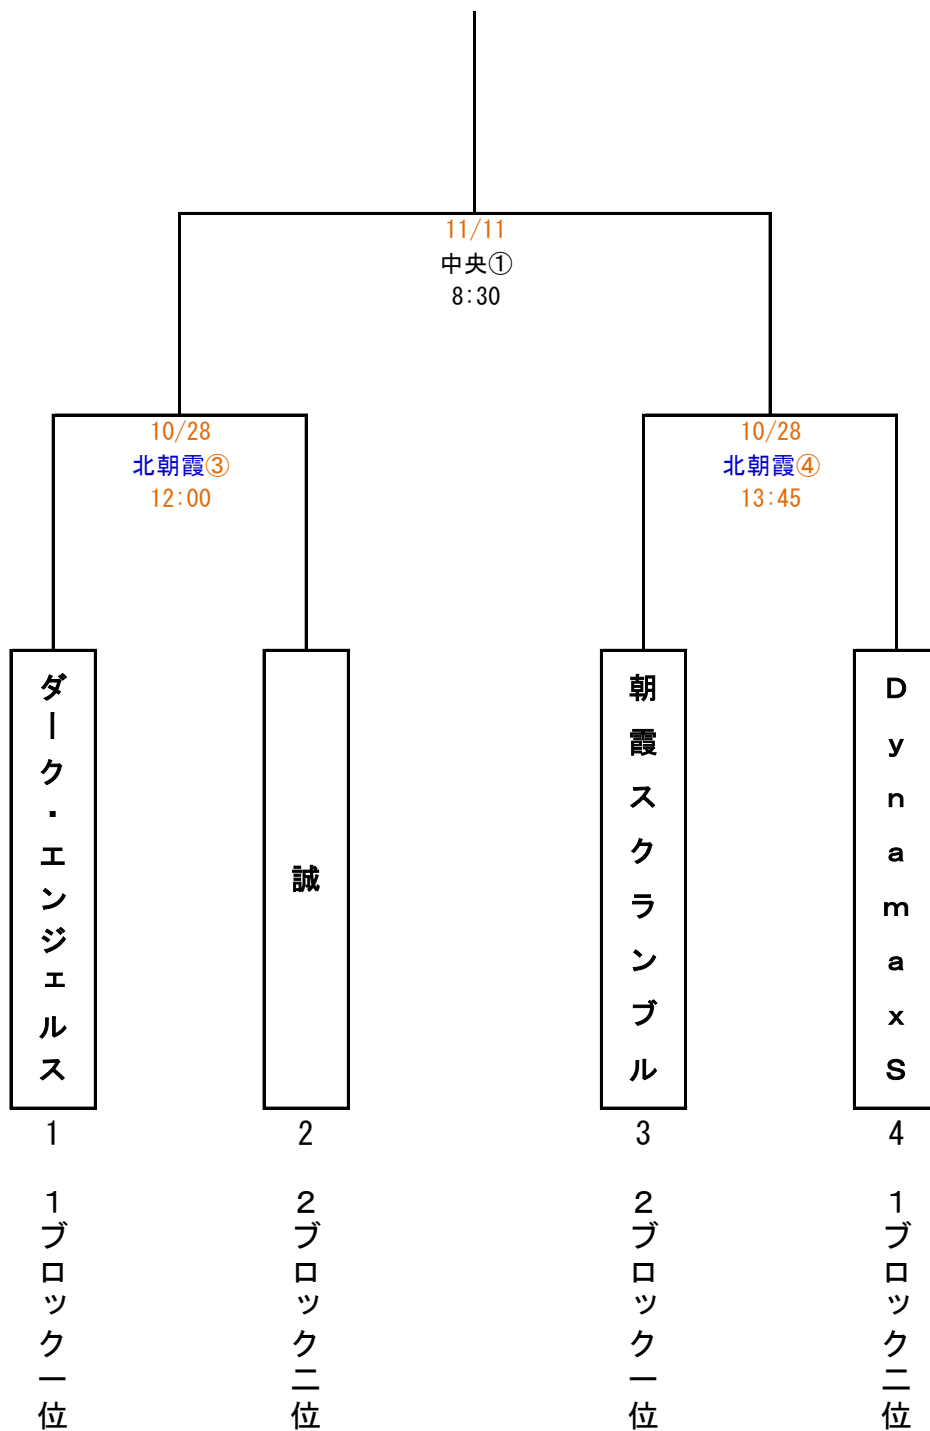 11/11
中央①
8:30
10/28
北朝霞③
12:00
10/28
北朝霞④
13:45
ダーク・エンジェルス
誠
朝霞スクランブル
ＤｙｎａｍａｘＳ
1
2
3
4
１ブロック一位
２ブロック二位
２ブロック一位
１ブロック二位